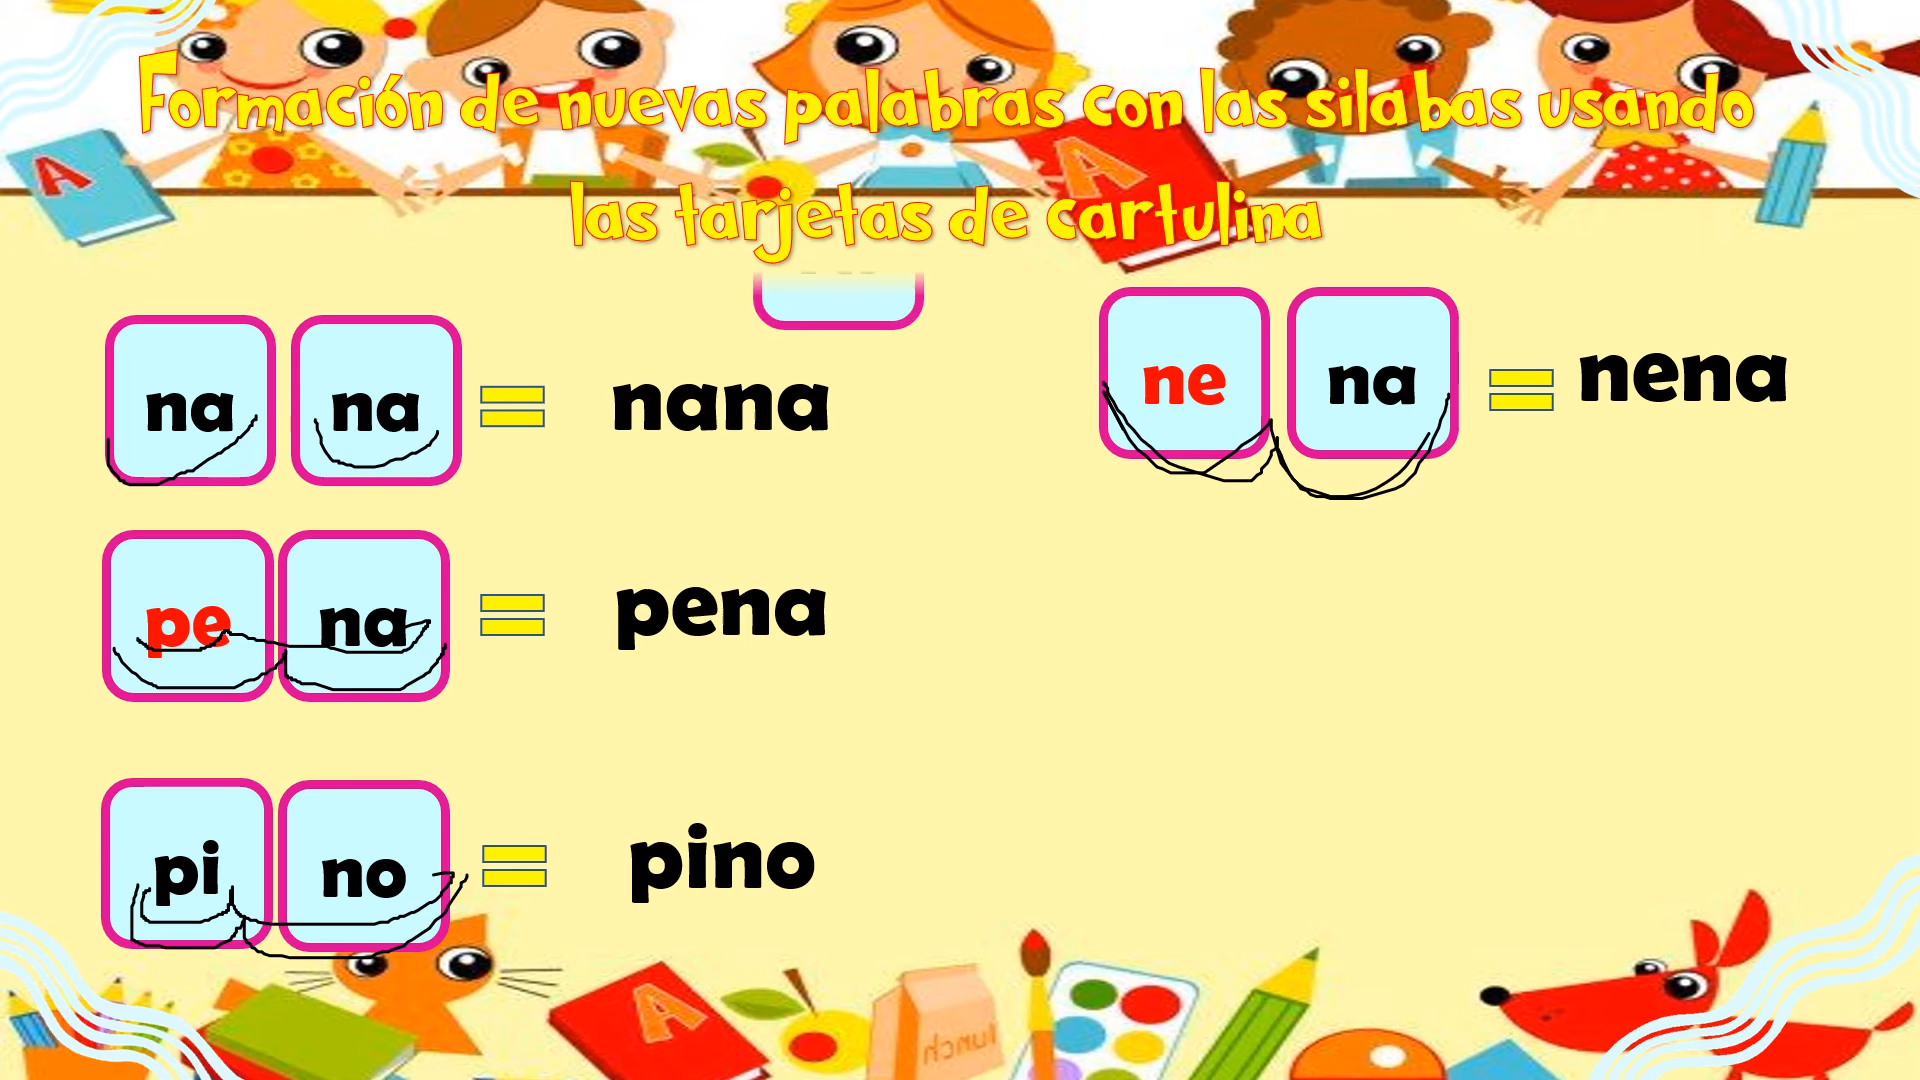 Formación de nuevas palabras con las silabas usando
las tarjetas de cartulina
na na = nana
ne na = nena
pe na = pena
pi no = pino
A
A
A
lunch